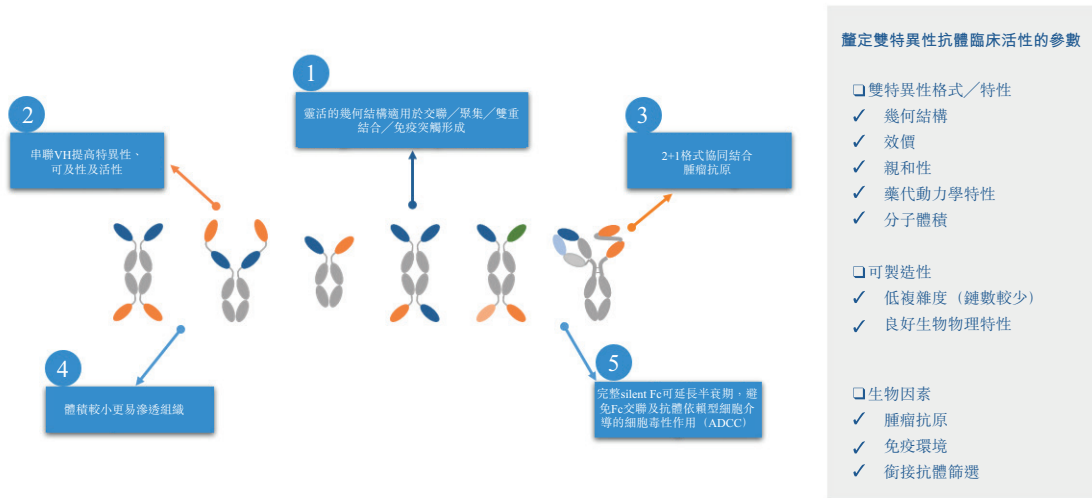 1
靈活的幾何結構適用於交聯／聚集／雙重
結合／免疫突觸形成
2
串聯VH提高特異性、
可及性及活性
3
2+1格式協同結合
腫瘤抗原
4
體積較小更易滲透組織
5
完整silent Fc可延長半衰期，避
免Fc交聯及抗體依賴型細胞介
導的細胞毒性作用（ADCC）
釐定雙特異性抗體臨床活性的參數
❑雙特異性格式／特性
✓ 幾何結構
✓ 效價
✓ 親和性
✓ 藥代動力學特性
✓ 分子體積
❑可製造性
✓ 低複雜度（鏈數較少）
✓ 良好生物物理特性
❑生物因素
✓ 腫瘤抗原
✓ 免疫環境
✓ 銜接抗體篩選